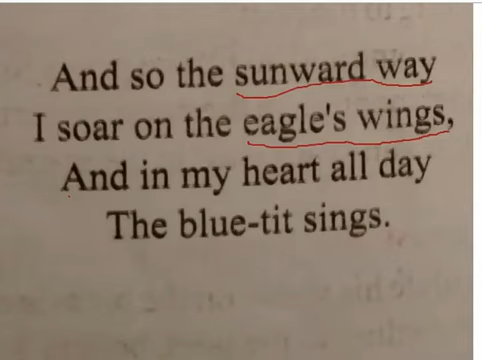 And so the sunward way
I soar on the eagle's wings,
And in my heart all day
The blue-tit sings.